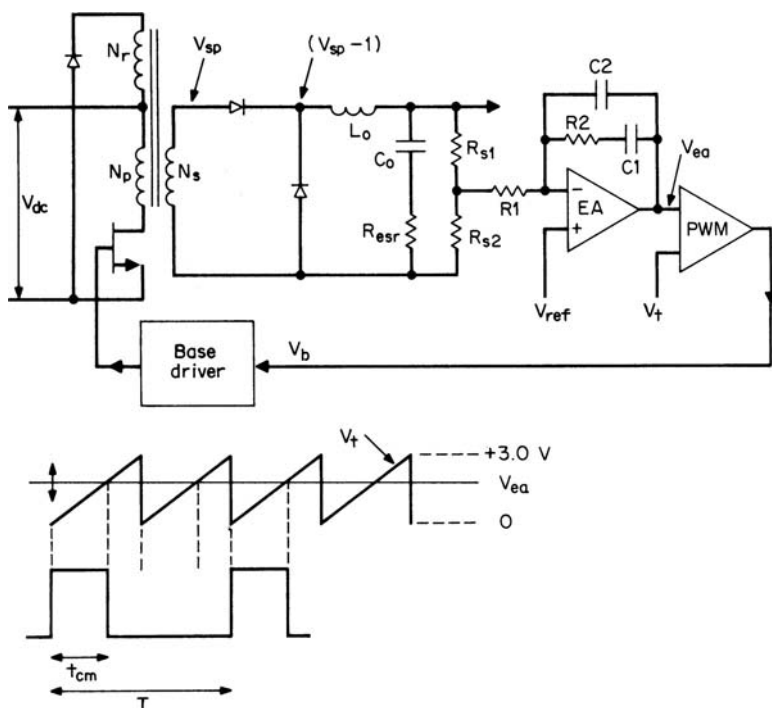 Vsp
(Vsp – 1)
Nr
Np
Ns
Vdc
Lo
Co
Resr
Rs1
Rs2
R1
C2
R2
C1
Vea
–
EA
+
PWM
Vref
Vt
Base
driver
Vb
Vt
+3.0 V
Vea
0
tcm
T